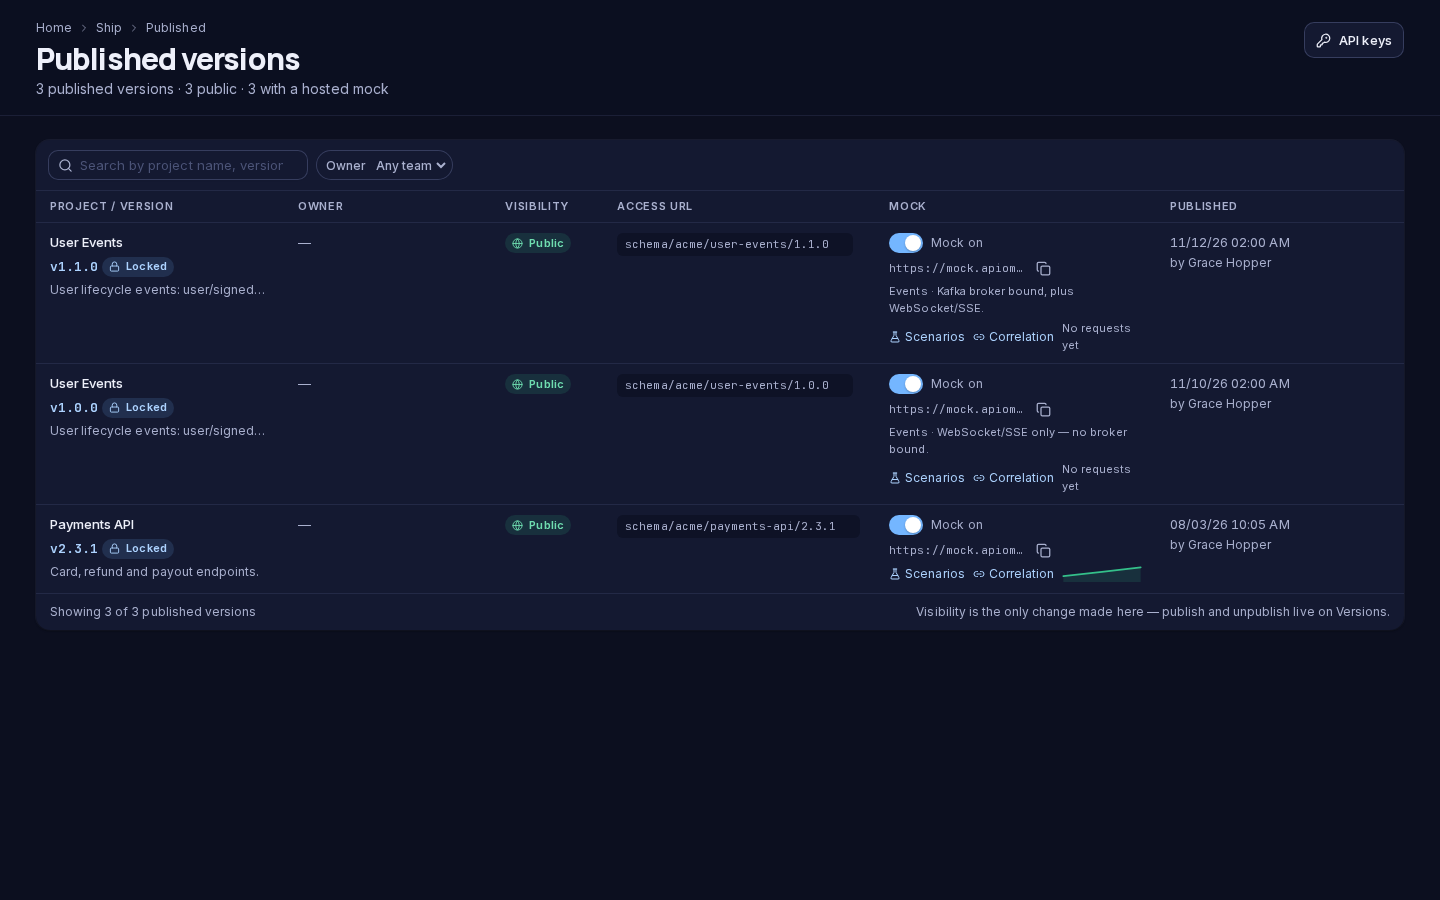 Home > Ship > Published
Published versions
3 published versions · 3 public · 3 with a hosted mock
API keys
Search by project name, version
Owner Any team
PROJECT / VERSION OWNER VISIBILITY ACCESS URL MOCK PUBLISHED
User Events — Public schema/acme/user-events/1.1.0 Mock on 11/12/26 02:00 AM
v1.1.0 Locked https://mock.apiom… by Grace Hopper
User lifecycle events: user/signed…
Events · Kafka broker bound, plus
WebSocket/SSE.
Scenarios Correlation No requests
yet
User Events — Public schema/acme/user-events/1.0.0 Mock on 11/10/26 02:00 AM
v1.0.0 Locked https://mock.apiom… by Grace Hopper
User lifecycle events: user/signed…
Events · WebSocket/SSE only — no broker
bound.
Scenarios Correlation No requests
yet
Payments API — Public schema/acme/payments-api/2.3.1 Mock on 08/03/26 10:05 AM
v2.3.1 Locked https://mock.apiom… by Grace Hopper
Card, refund and payout endpoints. Scenarios Correlation
Showing 3 of 3 published versions Visibility is the only change made here — publish and unpublish live on Versions.